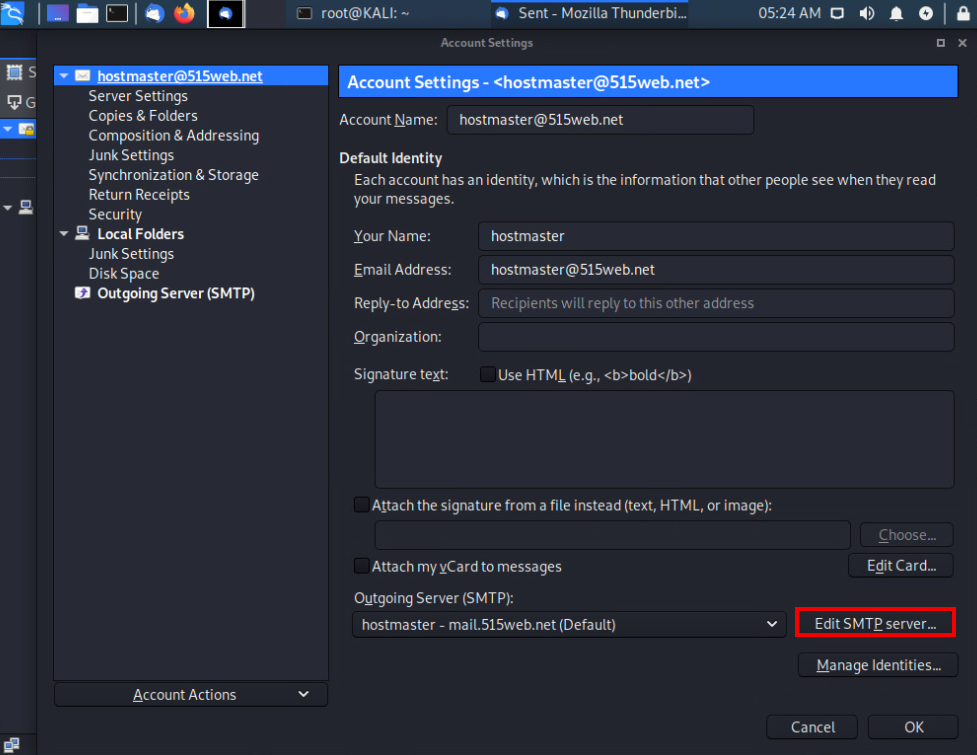 root@KALI: ~
Sent - Mozilla Thunderbi...
05:24 AM
Account Settings
S
G
hostmaster@515web.net
Server Settings
Copies & Folders
Composition & Addressing
Junk Settings
Synchronization & Storage
Return Receipts
Security
Local Folders
Junk Settings
Disk Space
Outgoing Server (SMTP)
Account Actions
Account Settings - <hostmaster@515web.net>
Account Name: hostmaster@515web.net
Default Identity
Each account has an identity, which is the information that other people see when they read
your messages.
Your Name: hostmaster
Email Address: hostmaster@515web.net
Reply-to Address: Recipients will reply to this other address
Organization:
Signature text: Use HTML (e.g., <b>bold</b>)
Attach the signature from a file instead (text, HTML, or image):
Choose...
Attach my vCard to messages
Edit Card...
Outgoing Server (SMTP):
hostmaster - mail.515web.net (Default)
Edit SMTP server...
Manage Identities...
Cancel
OK